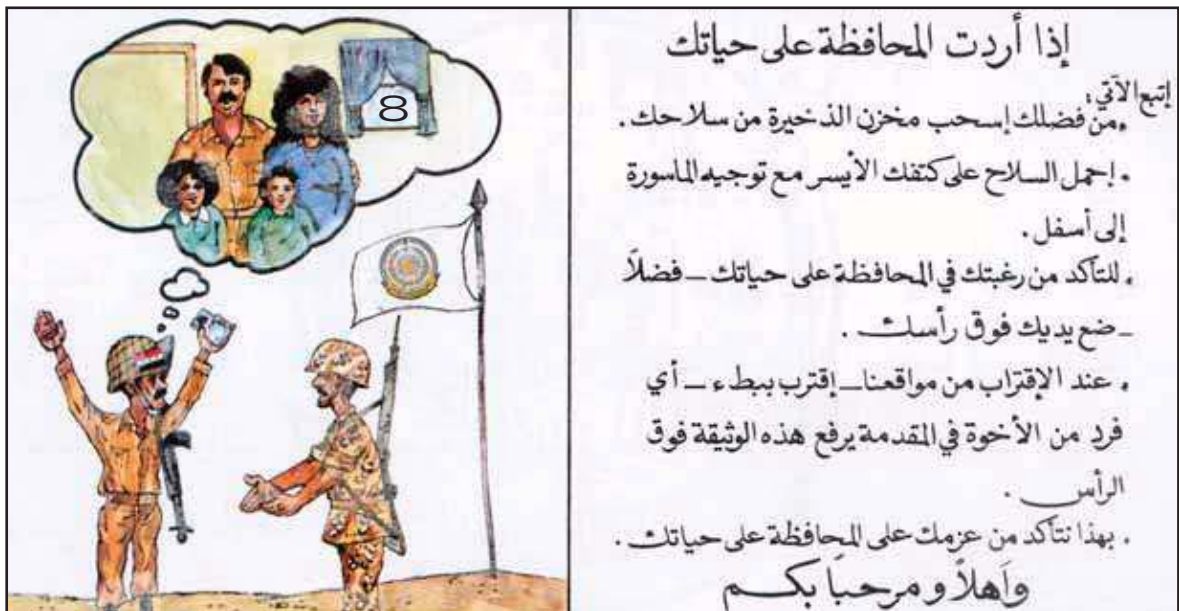 8
إذا أردت المحافظة على حياتك
إتبع الآتي:
•من فضلك إسحب مخزن الذخيرة من سلاحك.
• إحمل السلاح على كتفك الأيسر مع توجيه الماسورة
إلى أسفل.
• للتأكد من رغبتك في المحافظة على حياتك – فضلاً
– ضع يديك فوق رأسك.
• عند الإقتراب من مواقعنا – إقترب ببطء – أي
فرد من الأخوة في المقدمة يرفع هذه الوثيقة فوق
الرأس.
• بهذا نتأكد من عزمك على المحافظة على حياتك.
وأهلاً ومرحباً بكم